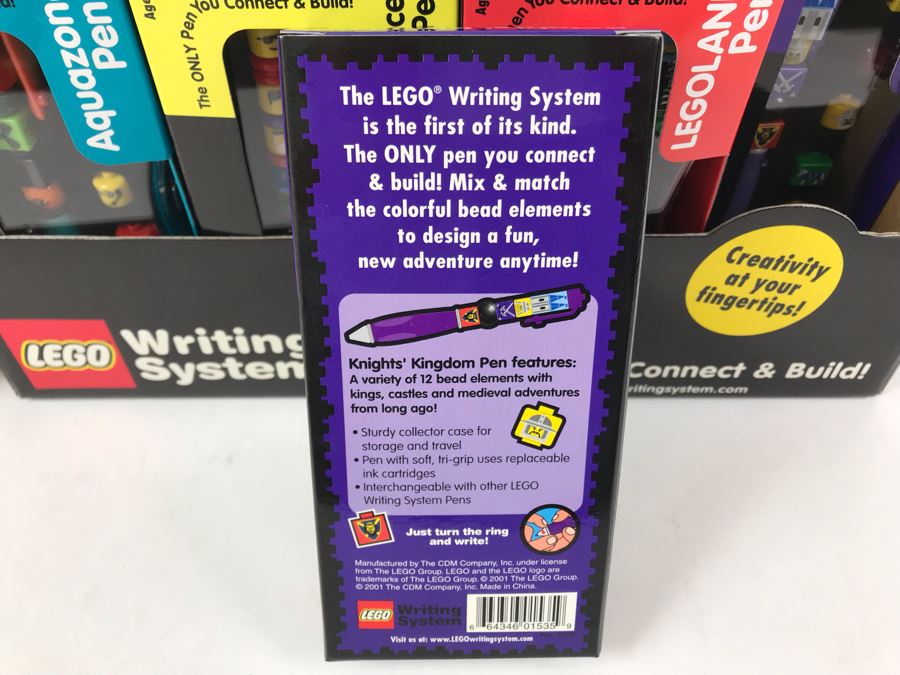 You Connect & Build!
You Connect & Build!
The ONLY Pen
Aquazone
Pen
LEGOLAND
Pen
The LEGO® Writing System
is the first of its kind.
The ONLY pen you connect
& build! Mix & match
the colorful bead elements
to design a fun,
new adventure anytime!
Creativity
at your
fingertips!
LEGO Writing
System
Connect & Build!
ritingsystem.com
Knights' Kingdom Pen features:
A variety of 12 bead elements with
kings, castles and medieval adventures
from long ago!
• Sturdy collector case for
storage and travel
• Pen with soft, tri-grip uses replaceable
ink cartridges
• Interchangeable with other LEGO
Writing System Pens
Just turn the ring
and write!
Manufactured by The CDM Company, Inc. under license
from The LEGO Group. LEGO and the LEGO logo are
trademarks of The LEGO Group. © 2001 The LEGO Group.
© 2001 The CDM Company, Inc. Made in China.
LEGO Writing
System
6 64346 01535 9
Visit us at: www.LEGOwritingsystem.com